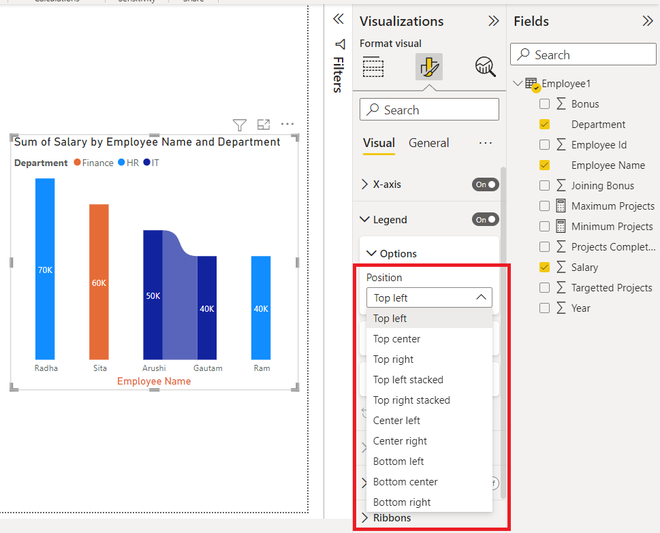 Calculations Sensitivity Share
Visualizations
Format visual
Search
Visual General ...
X-axis On
Legend On
Options
Position
Top left
Top left
Top center
Top right
Top left stacked
Top right stacked
Center left
Center right
Bottom left
Bottom center
Bottom right
Ribbons
Filters
Fields
Search
Employee1
Bonus
Department
Employee Id
Employee Name
Joining Bonus
Maximum Projects
Minimum Projects
Projects Complet...
Salary
Targetted Projects
Year
Sum of Salary by Employee Name and Department
Department Finance HR IT
70K
60K
50K
40K
40K
Radha Sita Arushi Gautam Ram
Employee Name